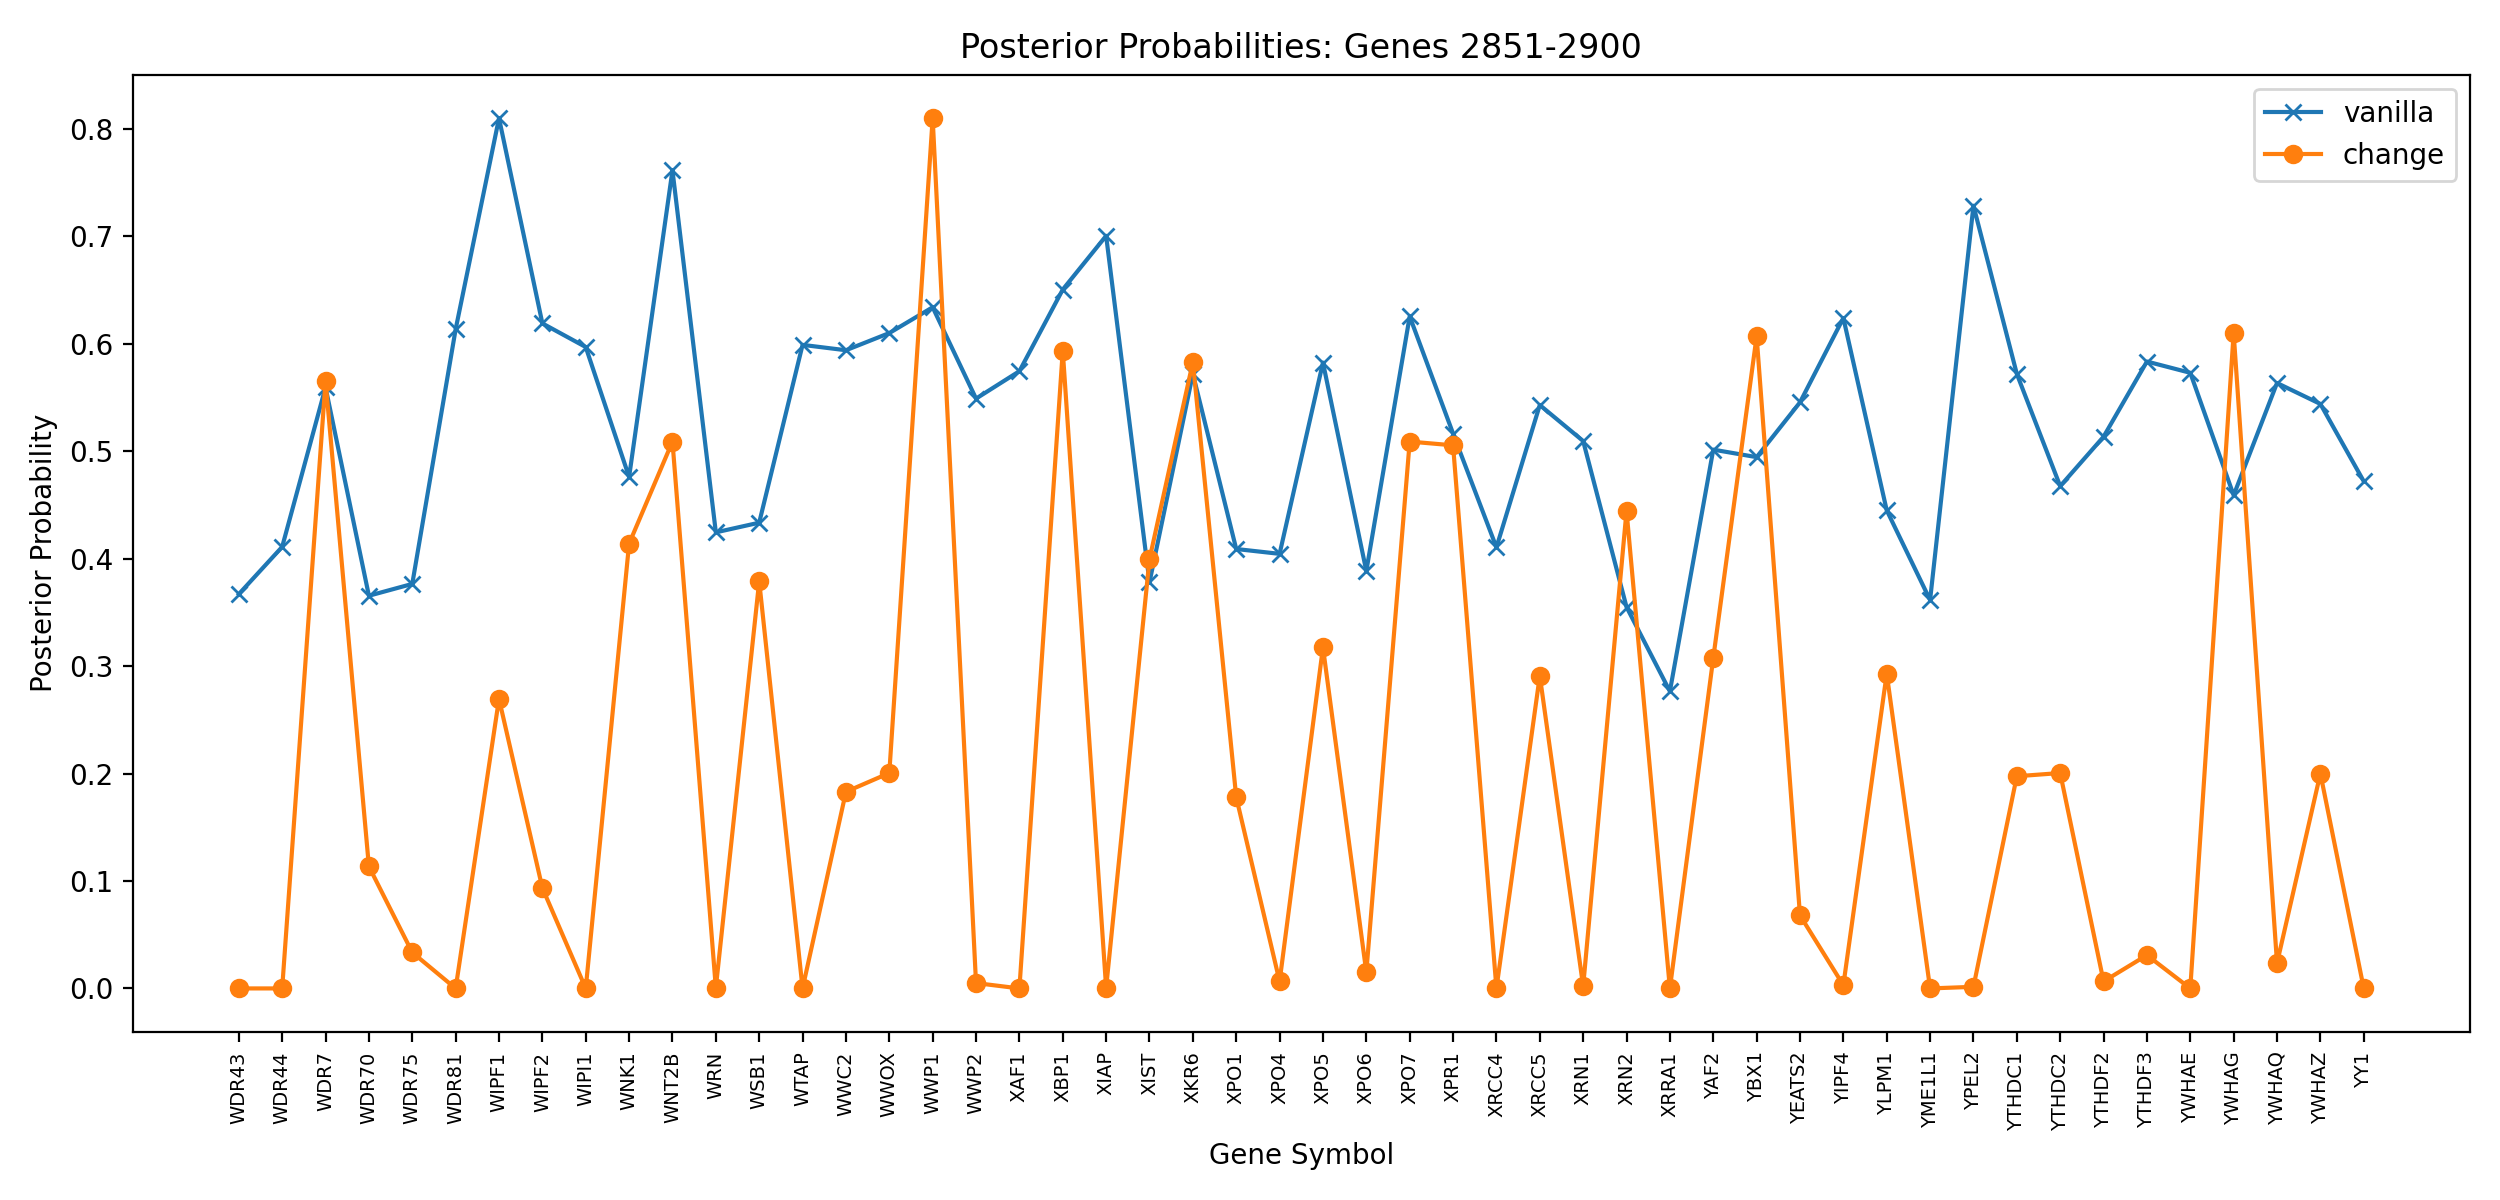 Posterior Probabilities: Genes 2851-2900
vanilla
change
Posterior Probability
0.8
0.7
0.6
0.5
0.4
0.3
0.2
0.1
0.0
WDR43
WDR44
WDR7
WDR70
WDR75
WDR81
WIPF1
WIPF2
WIPI1
WNK1
WNT2B
WRN
WSB1
WTAP
WWC2
WWOX
WWP1
WWP2
XAF1
XBP1
XIAP
XIST
XKR6
XPO1
XPO4
XPO5
XPO6
XPO7
XPR1
XRCC4
XRCC5
XRN1
XRN2
XRRA1
YAF2
YBX1
YEATS2
YIPF4
YLPM1
YME1L1
YPEL2
YTHDC1
YTHDC2
YTHDF2
YTHDF3
YWHAE
YWHAG
YWHAQ
YWHAZ
YY1
Gene Symbol